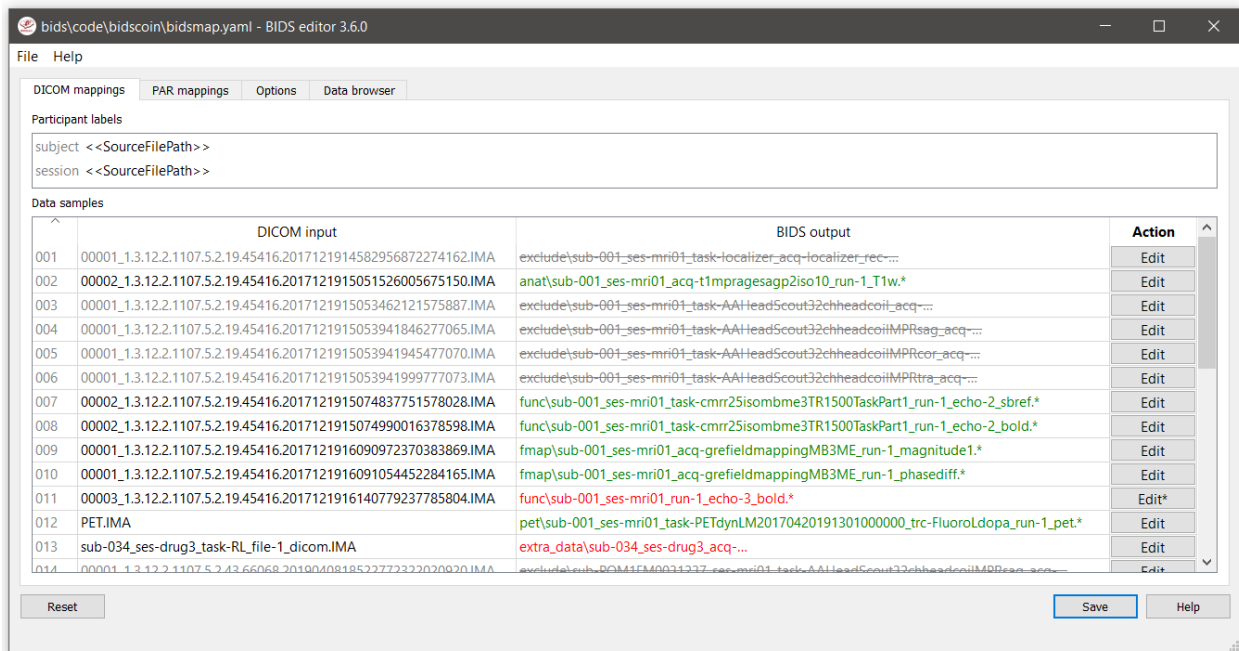 bids\code\bidscoin\bidsmap.yaml - BIDS editor 3.6.0
File Help
DICOM mappings PAR mappings Options Data browser
Participant labels
subject <<SourceFilePath>>
session <<SourceFilePath>>
Data samples
DICOM input BIDS output Action
001 00001_1.3.12.2.1107.5.2.19.45416.2017121914582956872274162.IMA exclude\sub-001_ses-mri01_task-localizer_acq-localizer_rec-... Edit
002 00002_1.3.12.2.1107.5.2.19.45416.2017121915051526005675150.IMA anat\sub-001_ses-mri01_acq-t1mpragesagp2iso10_run-1_T1w.* Edit
003 00001_1.3.12.2.1107.5.2.19.45416.2017121915053462121575887.IMA exclude\sub-001_ses-mri01_task-AAHeadScout32chheadcoil_acq-... Edit
004 00001_1.3.12.2.1107.5.2.19.45416.2017121915053941846277065.IMA exclude\sub-001_ses-mri01_task-AAHeadScout32chheadcoilMPRsag_acq-... Edit
005 00001_1.3.12.2.1107.5.2.19.45416.2017121915053941945477070.IMA exclude\sub-001_ses-mri01_task-AAHeadScout32chheadcoilMPRcor_acq-... Edit
006 00001_1.3.12.2.1107.5.2.19.45416.2017121915053941999777073.IMA exclude\sub-001_ses-mri01_task-AAHeadScout32chheadcoilMPRtra_acq-... Edit
007 00002_1.3.12.2.1107.5.2.19.45416.2017121915074837751578028.IMA func\sub-001_ses-mri01_task-cmrr25isombme3TR1500TaskPart1_run-1_echo-2_sbref.* Edit
008 00002_1.3.12.2.1107.5.2.19.45416.2017121915074990016378598.IMA func\sub-001_ses-mri01_task-cmrr25isombme3TR1500TaskPart1_run-1_echo-2_bold.* Edit
009 00001_1.3.12.2.1107.5.2.19.45416.2017121916090972370383869.IMA fmap\sub-001_ses-mri01_acq-grefieldmappingMB3ME_run-1_magnitude1.* Edit
010 00001_1.3.12.2.1107.5.2.19.45416.2017121916091054452284165.IMA fmap\sub-001_ses-mri01_acq-grefieldmappingMB3ME_run-1_phasediff.* Edit
011 00003_1.3.12.2.1107.5.2.19.45416.2017121916140779237785804.IMA func\sub-001_ses-mri01_run-1_echo-3_bold.* Edit*
012 PET.IMA pet\sub-001_ses-mri01_task-PETdynLM20170420191301000000_trc-FluoroLdopa_run-1_pet.* Edit
013 sub-034_ses-drug3_task-RL_file-1_dicom.IMA extra_data\sub-034_ses-drug3_acq-... Edit
014 Edit
Reset Save Help